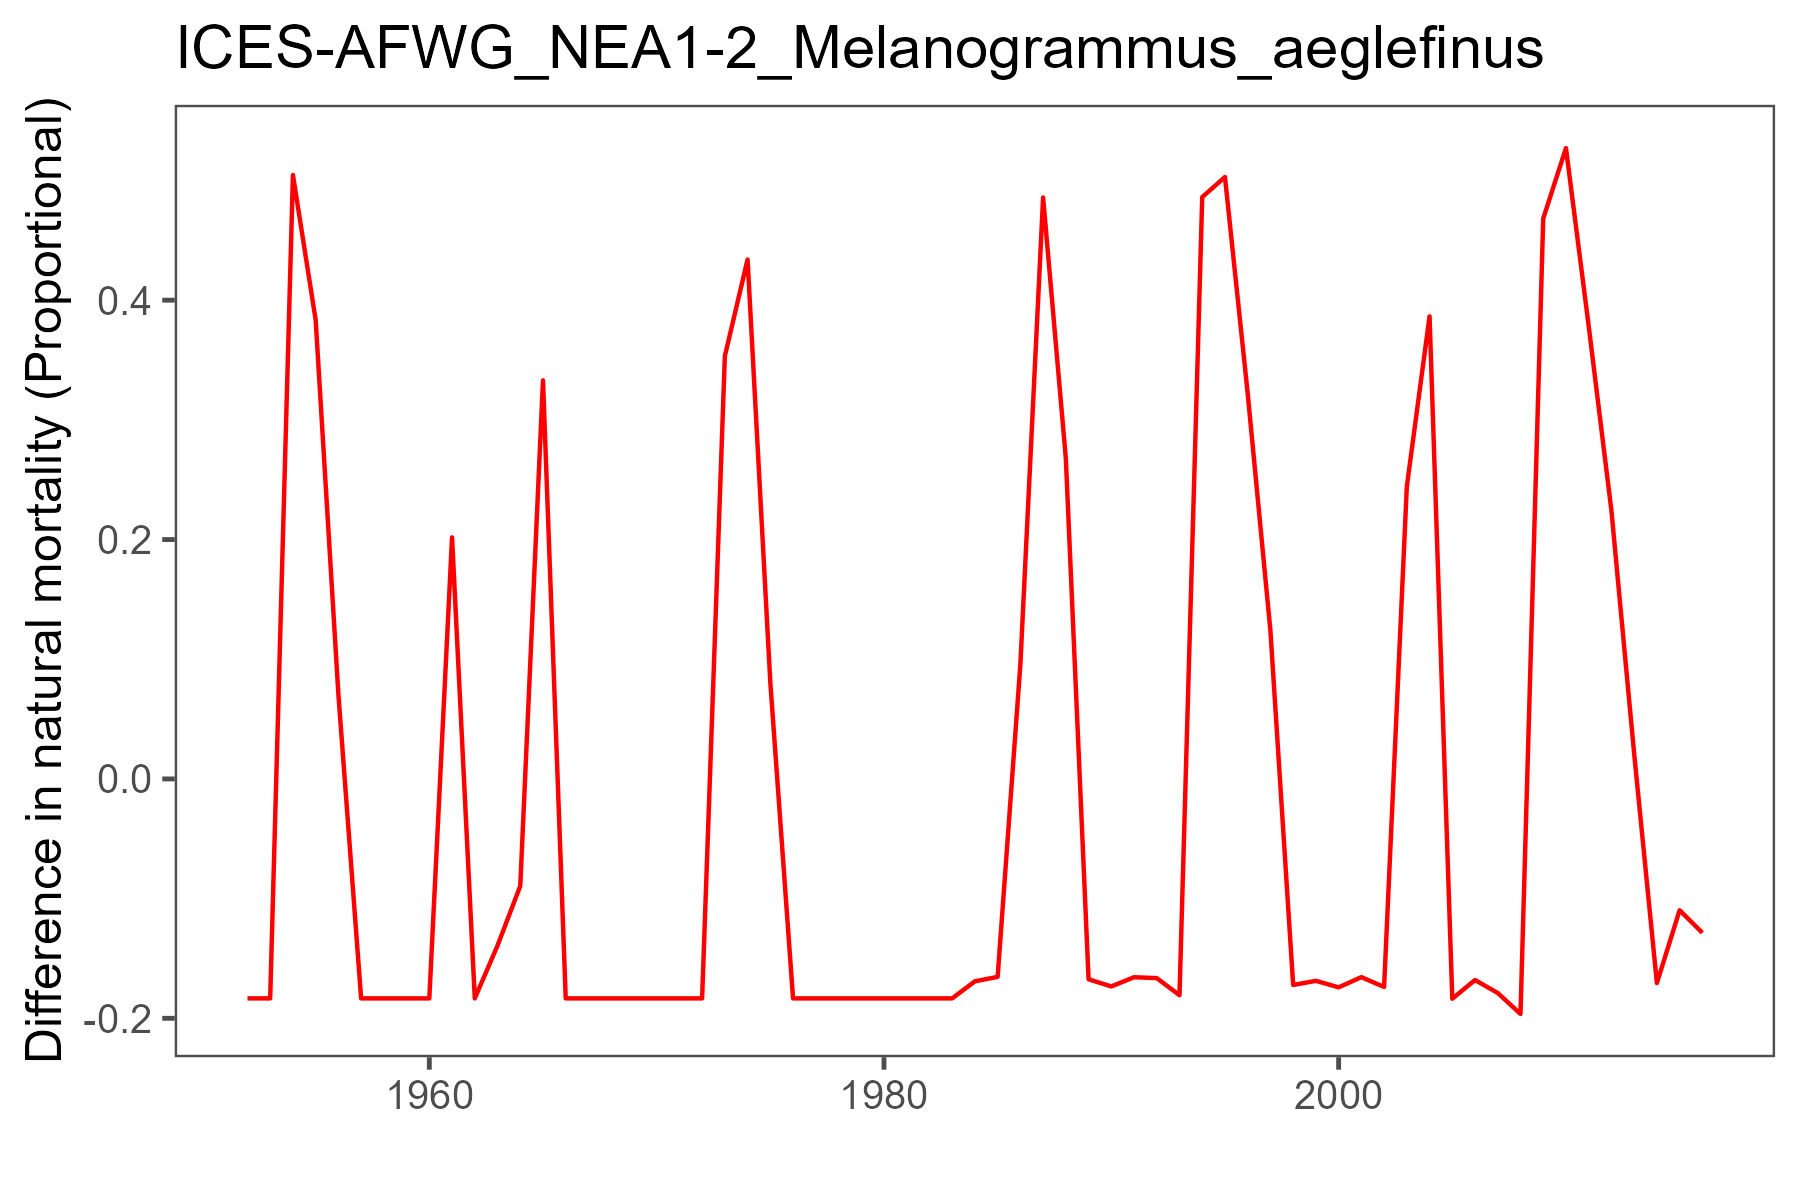 ICES-AFWG_NEA1-2_Melanogrammus_aeglefinus
Difference in natural mortality (Proportional)
0.4
0.2
0.0
-0.2
1960 1980 2000